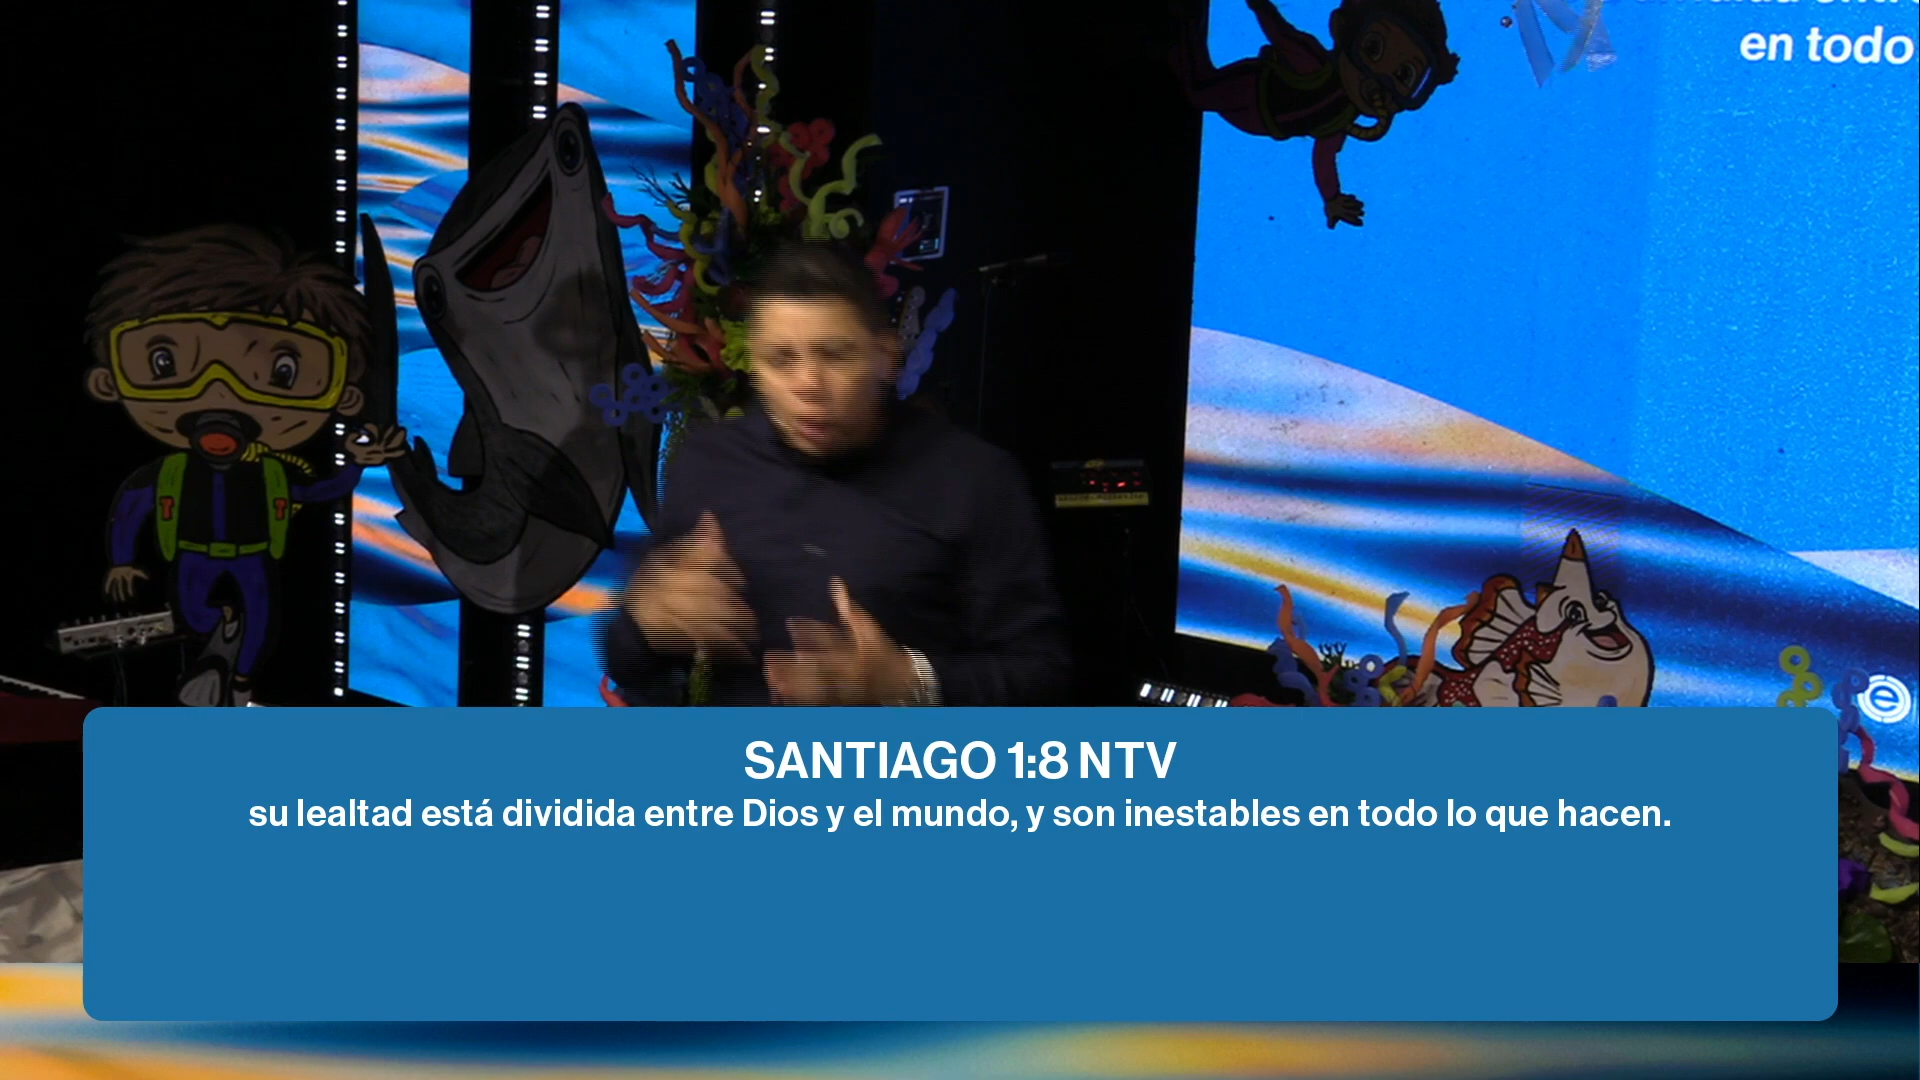 en todo
SANTIAGO 1:8 NTV
su lealtad está dividida entre Dios y el mundo, y son inestables en todo lo que hacen.